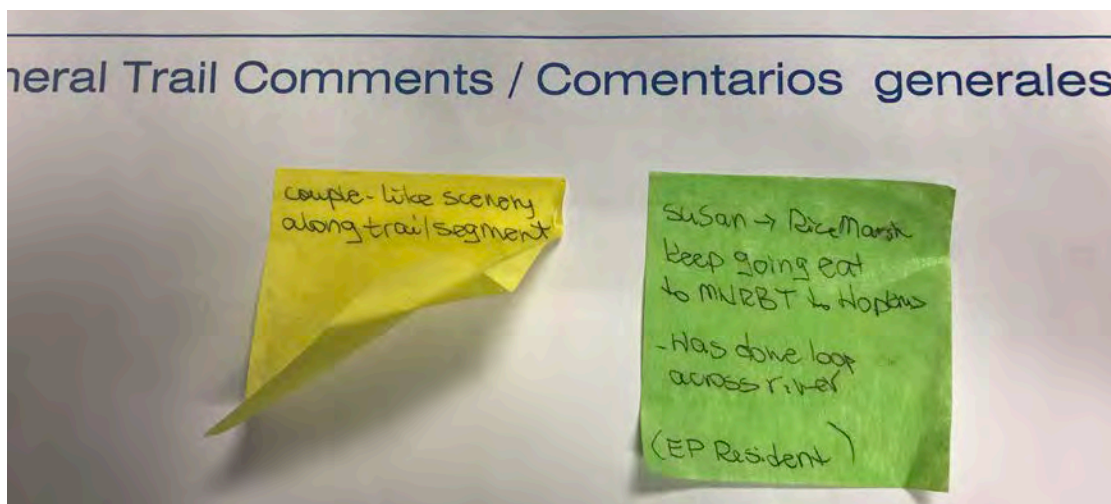 neral Trail Comments / Comentarios generales
couple - like scenery
along trail segment
Susan → Rice Marsh
keep going eat
to MNRBT to Hopkins
- Has done loop
across river
(EP Resident)